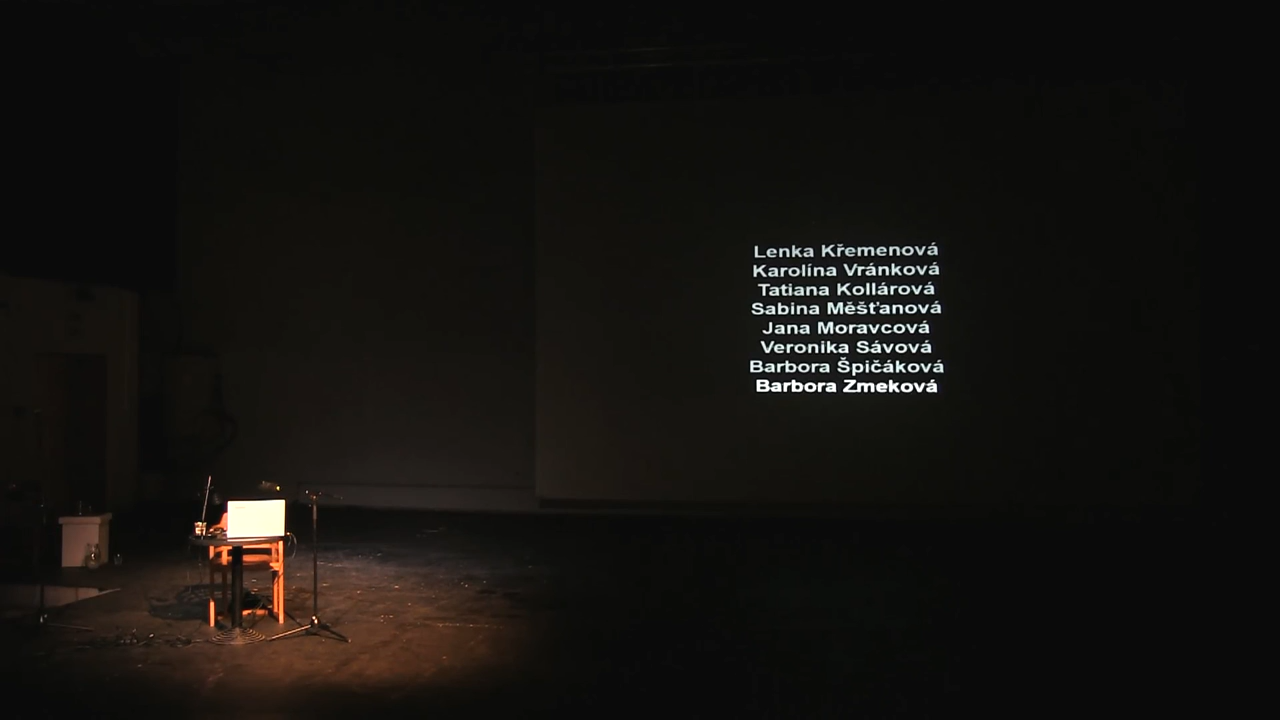 Lenka Křemenová
Karolína Vránková
Tatiana Kollárová
Sabina Měšťanová
Jana Moravcová
Veronika Sávová
Barbora Špičáková
Barbora Zmeková